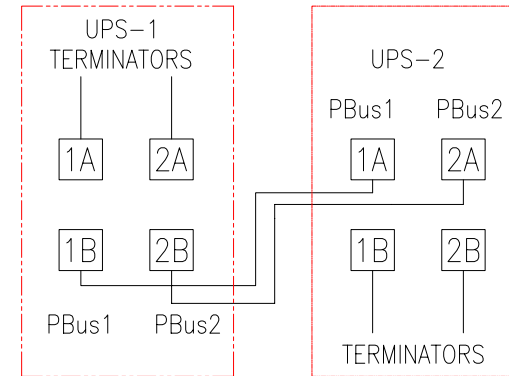 UPS-1
TERMINATORS
1A 2A
1B 2B
PBus1 PBus2
UPS-2
PBus1 PBus2
1A 2A
1B 2B
TERMINATORS